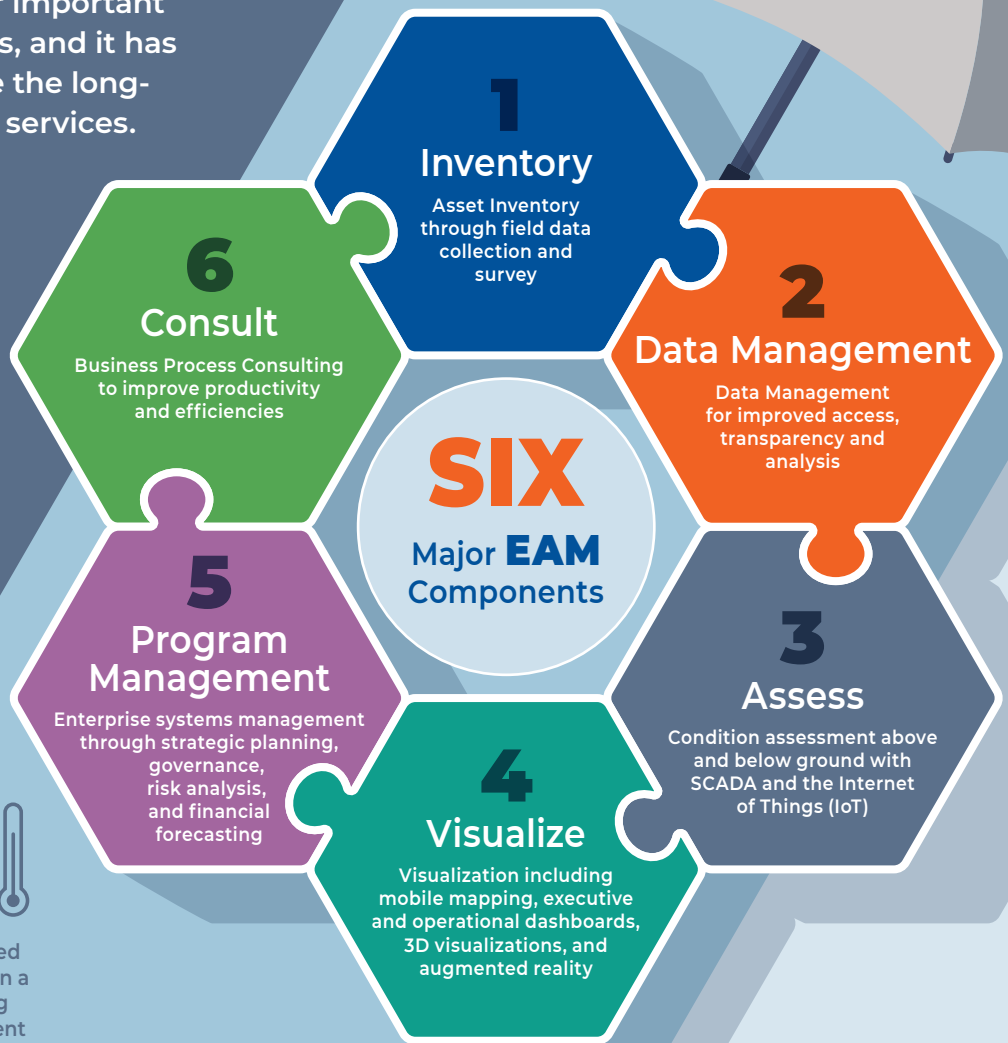 important
s, and it has
the long-
services.
1
Inventory
Asset Inventory
through field data
collection and
survey
2
Data Management
Data Management
for improved access,
transparency and
analysis
3
Assess
Condition assessment above
and below ground with
SCADA and the Internet
of Things (IoT)
4
Visualize
Visualization including
mobile mapping, executive
and operational dashboards,
3D visualizations, and
augmented reality
5
Program
Management
Enterprise systems management
through strategic planning,
governance,
risk analysis,
and financial
forecasting
6
Consult
Business Process Consulting
to improve productivity
and efficiencies
SIX
Major EAM
Components
ed
n a
g
ent